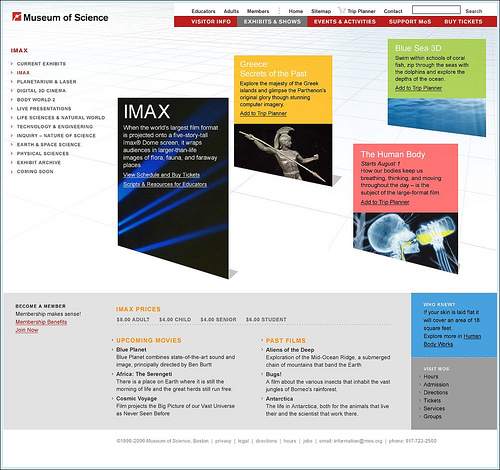 Museum of Science
Educators Adults Members Home Sitemap Trip Planner Contact Search
VISITOR INFO EXHIBITS & SHOWS EVENTS & ACTIVITIES SUPPORT MoS BUY TICKETS
IMAX
CURRENT EXHIBITS
IMAX
PLANETARIUM & LASER
DIGITAL 3D CINEMA
BODY WORLD 2
LIVE PRESENTATIONS
LIFE SCIENCES & NATURAL WORLD
TECHNOLOGY & ENGINEERING
INQUIRY – NATURE OF SCIENCE
EARTH & SPACE SCIENCE
PHYSICAL SCIENCES
EXHIBIT ARCHIVE
COMING SOON
IMAX
When the world's largest film format
is projected onto a five-story-tall
Imax® Dome screen, it wraps
audiences in larger-than-life
images of flora, fauna, and faraway
places.
View Schedule and Buy Tickets
Scripts & Resources for Educators
Greece:
Secrets of the Past
Explore the majesty of the Greek
islands and glimpse the Parthenon's
original glory though stunning
computer imagery.
Add to Trip Planner
Blue Sea 3D
Swim within schools of coral
fish, zip through the seas with
the dolphins and explore the
depths of the ocean.
Add to Trip Planner
The Human Body
Starts August 1
How our bodies keep us
breathing, thinking, and moving
throughout the day – is the
subject of the large-format film.
Add to Trip Planner
BECOME A MEMBER
Membership makes sense!
Membership Benefits
Join Now
IMAX PRICES
$8.00 ADULT $4.00 CHILD $4.00 SENIOR $6.00 STUDENT
UPCOMING MOVIES
Blue Planet
Blue Planet combines state-of-the-art sound and
image, principally directed by Ben Burtt
Africa: The Serengeti
There is a place on Earth where it is still the
morning of life and the great herds still run free.
Cosmic Voyage
Film projects the Big Picture of our Vast Universe
as Never Seen Before
PAST FILMS
Aliens of the Deep
Exploration of the Mid-Ocean Ridge, a submerged
chain of mountains that band the Earth
Bugs!
A film about the various insects that inhabit the vast
jungles of Borneo's rainforest.
Antarctica
The life in Antarctica, both for the animals that live
their and the scientist that work there.
WHO KNEW?
If your skin is laid flat it
will cover an area of 18
square feet.
Explore more in Human
Body Works
VISIT MOS
Hours
Admission
Directions
Tickets
Services
Groups
©1998-2006 Museum of Science, Boston | privacy | legal | directions | hours | jobs | email: information@mos.org | phone: 617-723-2500